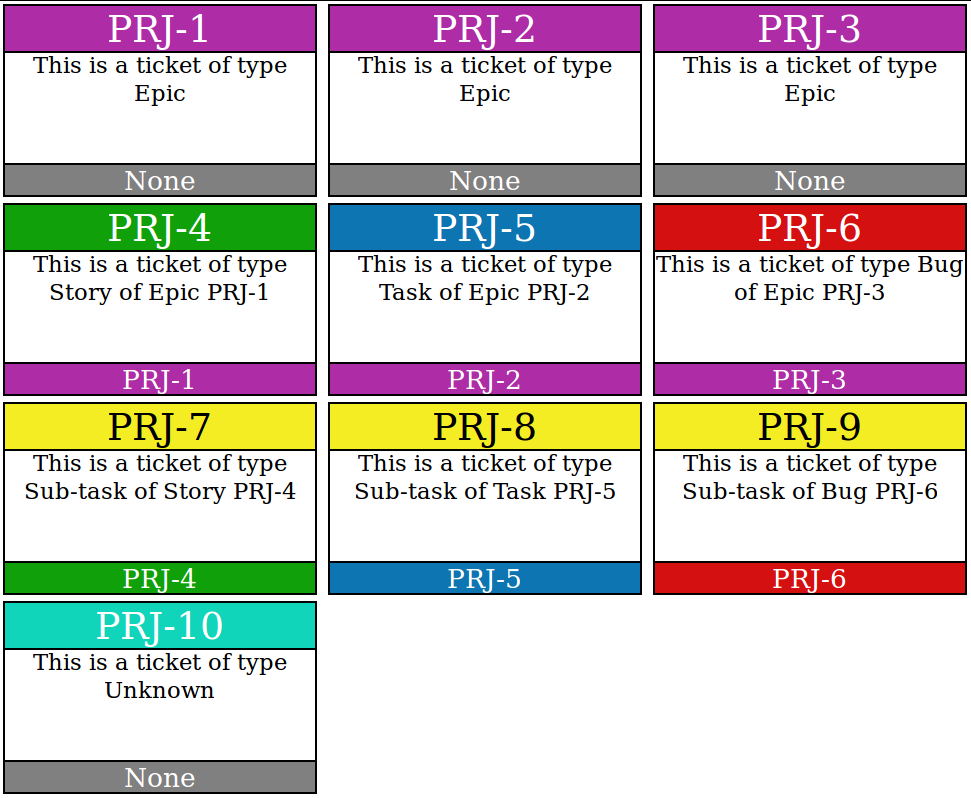 PRJ-1
This is a ticket of type
Epic
None
PRJ-2
This is a ticket of type
Epic
None
PRJ-3
This is a ticket of type
Epic
None
PRJ-4
This is a ticket of type
Story of Epic PRJ-1
PRJ-1
PRJ-5
This is a ticket of type
Task of Epic PRJ-2
PRJ-2
PRJ-6
This is a ticket of type Bug
of Epic PRJ-3
PRJ-3
PRJ-7
This is a ticket of type
Sub-task of Story PRJ-4
PRJ-4
PRJ-8
This is a ticket of type
Sub-task of Task PRJ-5
PRJ-5
PRJ-9
This is a ticket of type
Sub-task of Bug PRJ-6
PRJ-6
PRJ-10
This is a ticket of type
Unknown
None